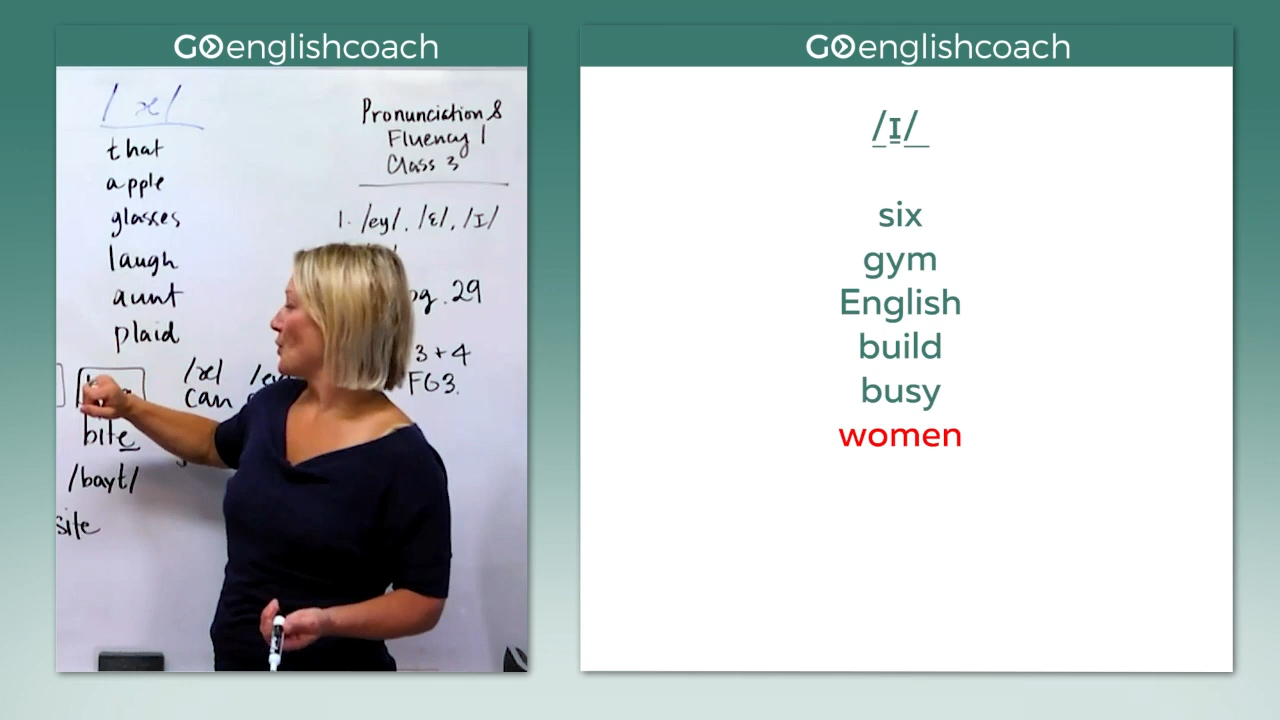 GOenglishcoach
/æ/
that
apple
glasses
laugh
aunt
plaid
/æ/
can
bite
/bayt/
site
Pronunciation &
Fluency 1
Class 3
1. /ey/, /ɛ/, /ɪ/
pg. 29
3 + 4
FG3.
GOenglishcoach
/ɪ/
six
gym
English
build
busy
women